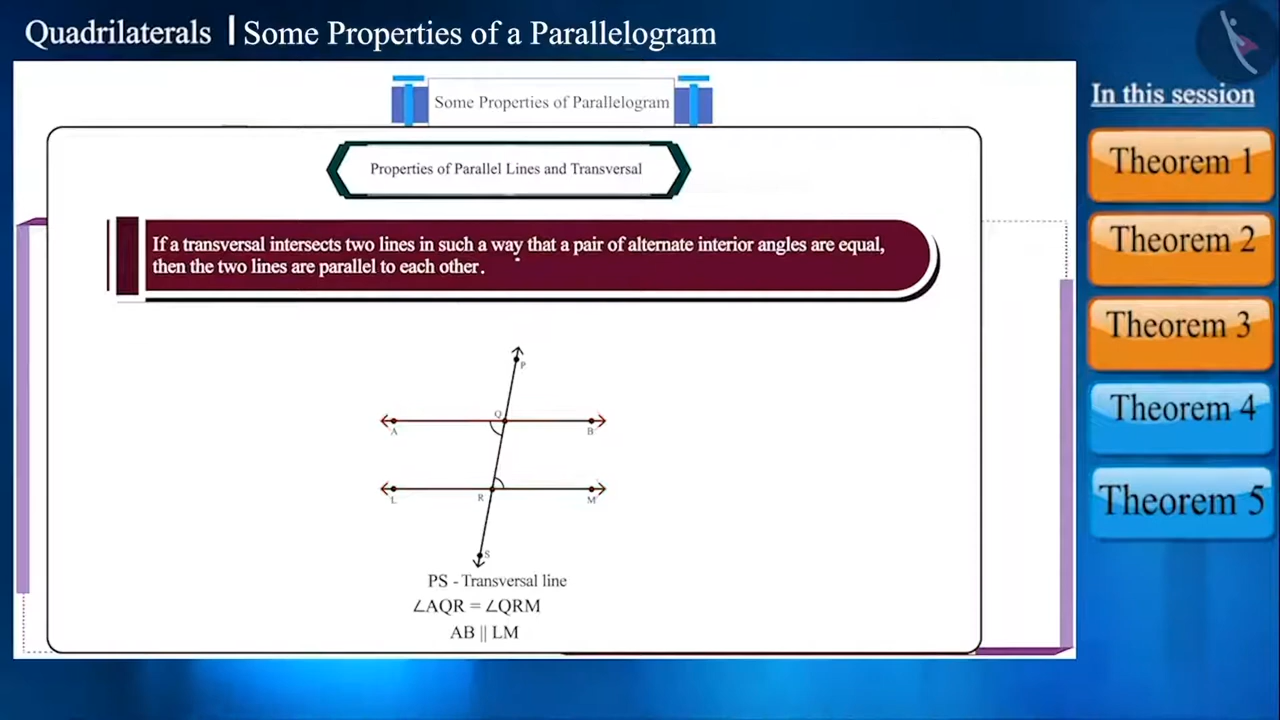 Quadrilaterals | Some Properties of a Parallelogram
In this session
Some Properties of Parallelogram
Properties of Parallel Lines and Transversal
If a transversal intersects two lines in such a way that a pair of alternate interior angles are equal,
then the two lines are parallel to each other.
P
Q
A
B
R
L
M
S
PS - Transversal line
∠AQR = ∠QRM
AB || LM
Theorem 1
Theorem 2
Theorem 3
Theorem 4
Theorem 5